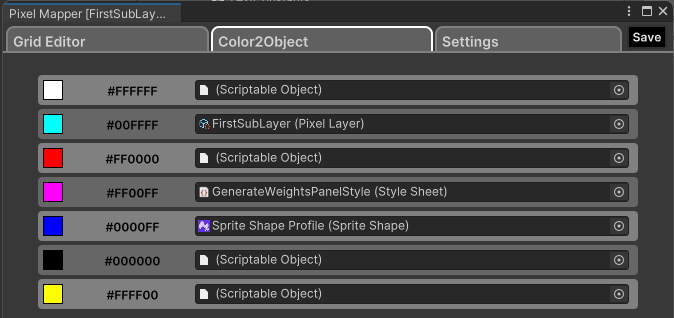 Pixel Mapper [FirstSubLay...
Grid Editor Color2Object Settings Save
#FFFFFF (Scriptable Object)
#00FFFF FirstSubLayer (Pixel Layer)
#FF0000 (Scriptable Object)
#FF00FF GenerateWeightsPanelStyle (Style Sheet)
#0000FF Sprite Shape Profile (Sprite Shape)
#000000 (Scriptable Object)
#FFFF00 (Scriptable Object)